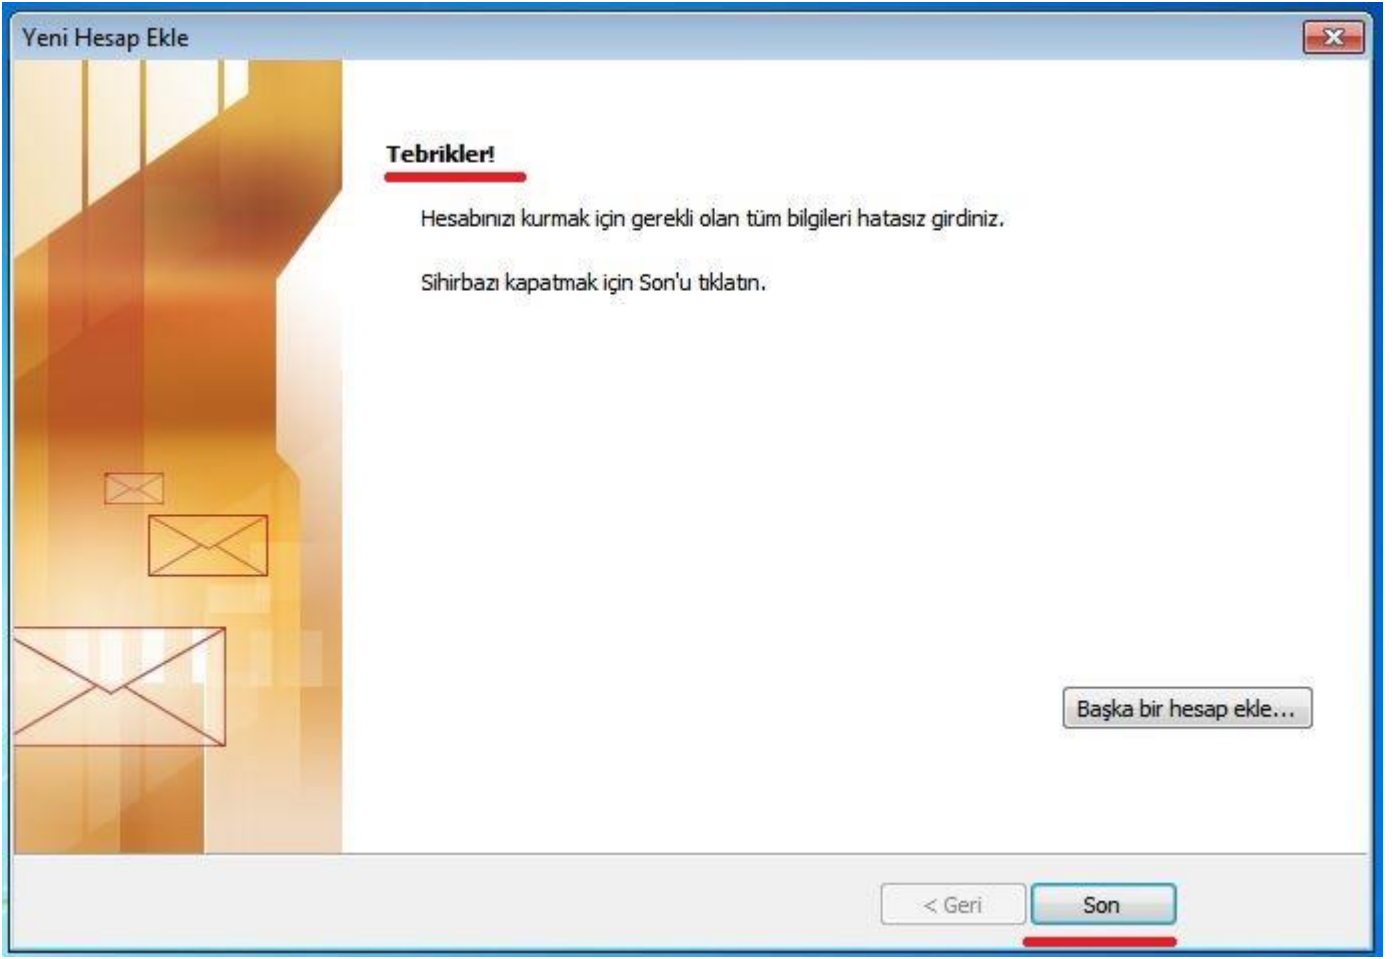 Yeni Hesap Ekle
Tebrikler!
Hesabınızı kurmak için gerekli olan tüm bilgileri hatasız girdiniz.
Sihirbazı kapatmak için Son'u tıklatın.
Başka bir hesap ekle...
< Geri
Son